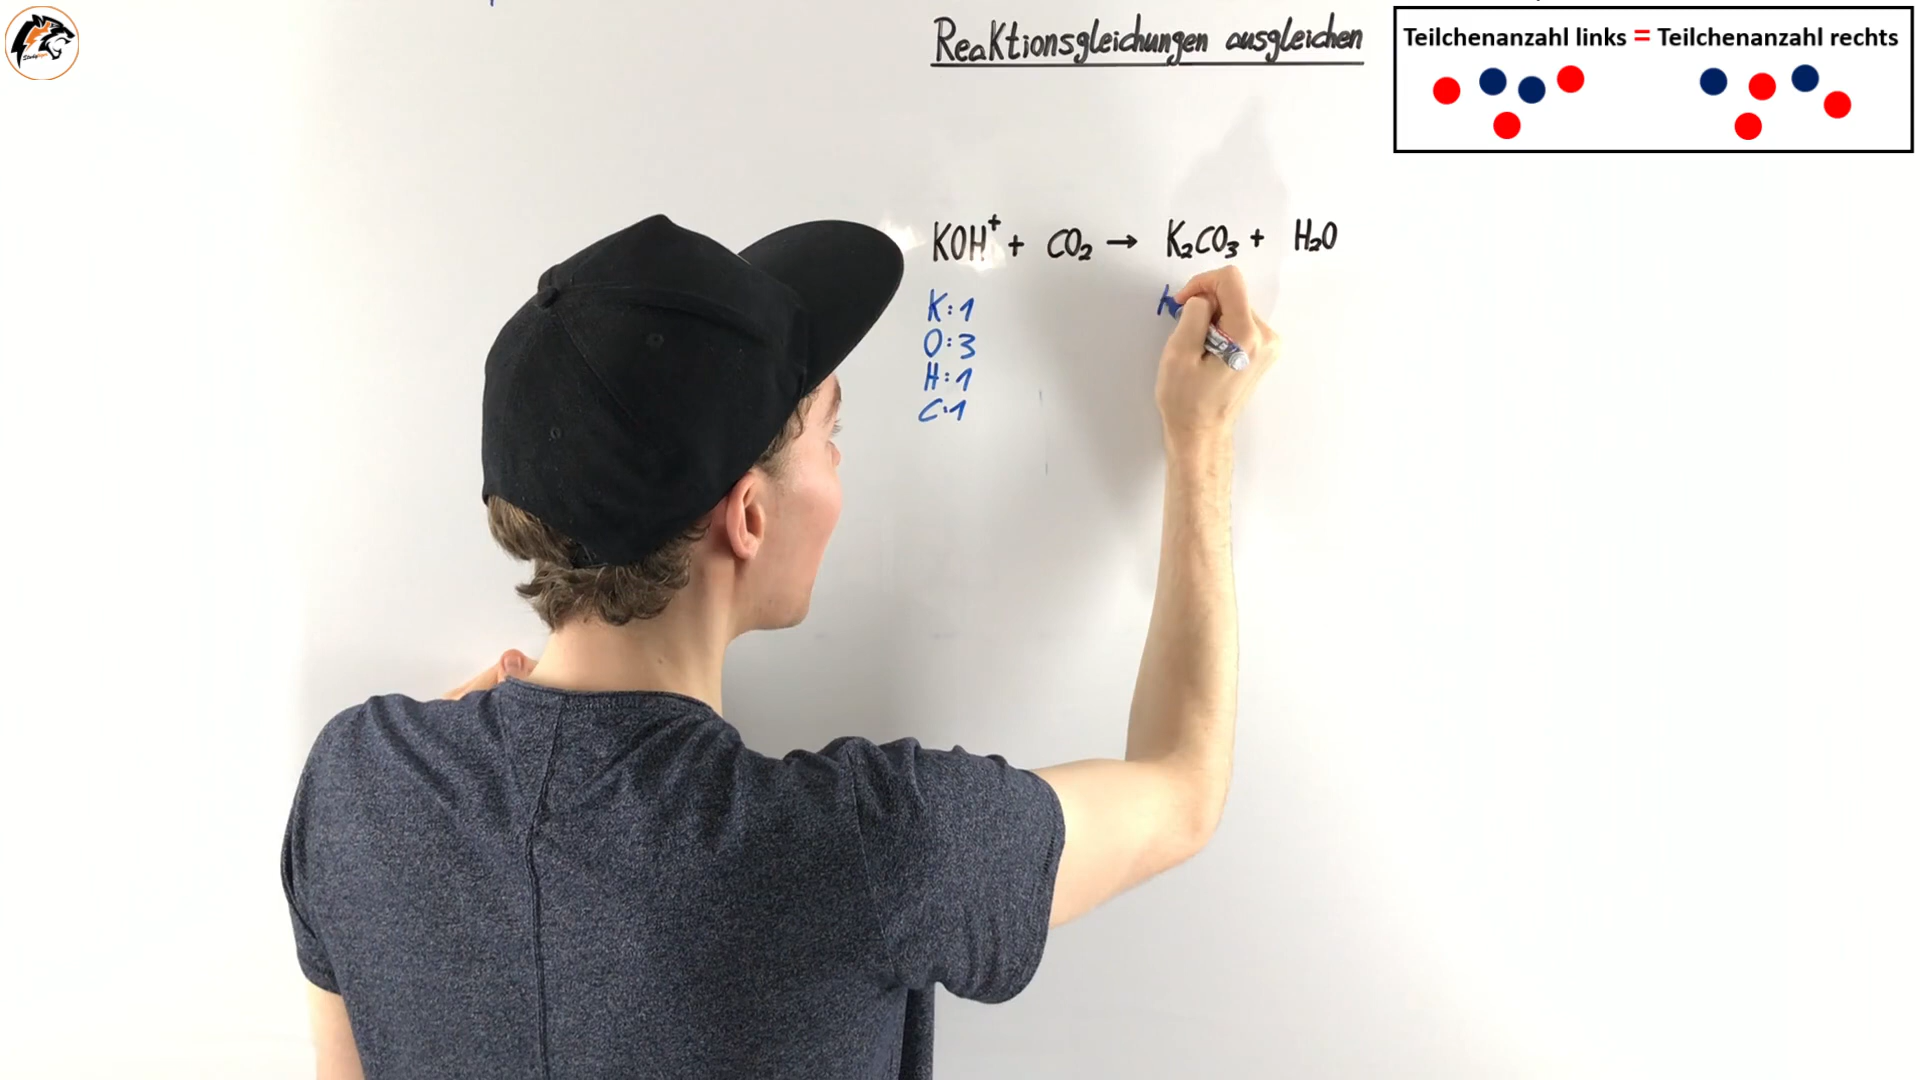 Reaktionsgleichungen ausgleichen
Teilchenanzahl links = Teilchenanzahl rechts
KOH⁺ + CO₂ → K₂CO₃ + H₂O
K:1
O:3
H:1
C:1